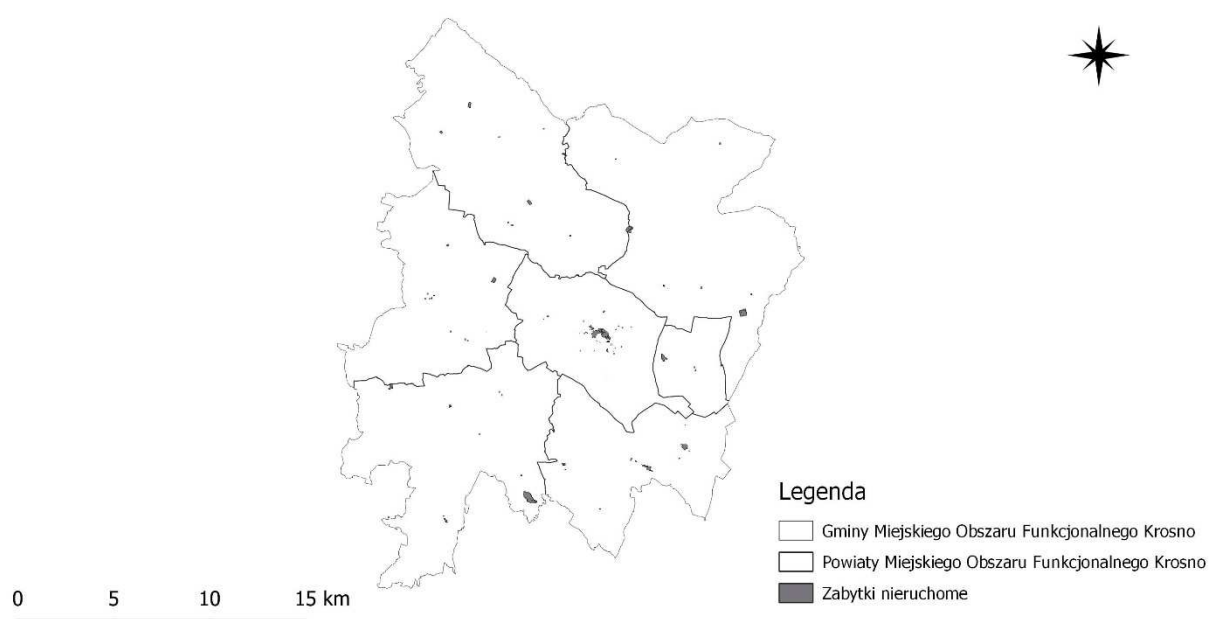 Legenda
Gminy Miejskiego Obszaru Funkcjonalnego Krosno
Powiaty Miejskiego Obszaru Funkcjonalnego Krosno
Zabytki nieruchome
0 5 10 15 km